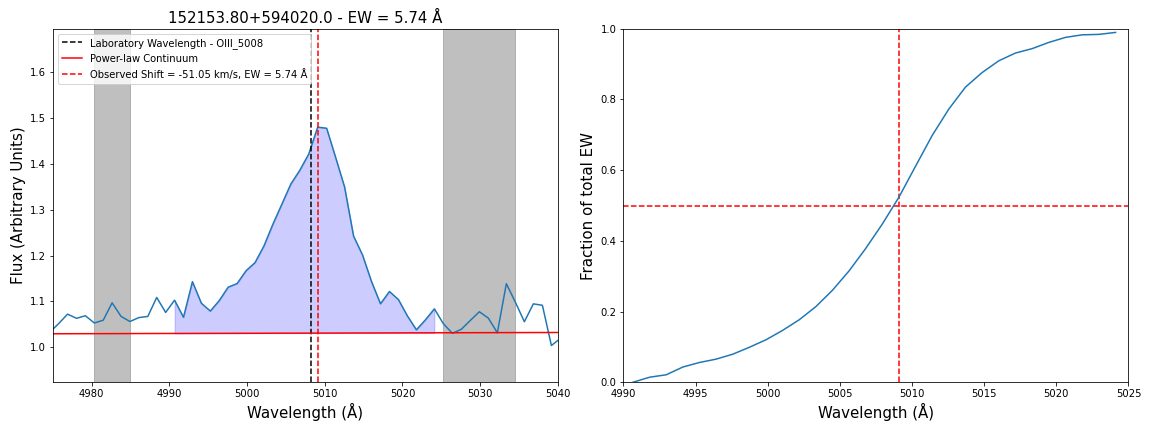 152153.80+594020.0 - EW = 5.74 Å
Laboratory Wavelength - OIII_5008
Power-law Continuum
Observed Shift = -51.05 km/s, EW = 5.74 Å
Flux (Arbitrary Units)
1.6
1.5
1.4
1.3
1.2
1.1
1.0
4980 4990 5000 5010 5020 5030 5040
Wavelength (Å)
Fraction of total EW
1.0
0.8
0.6
0.4
0.2
0.0
4990 4995 5000 5005 5010 5015 5020 5025
Wavelength (Å)